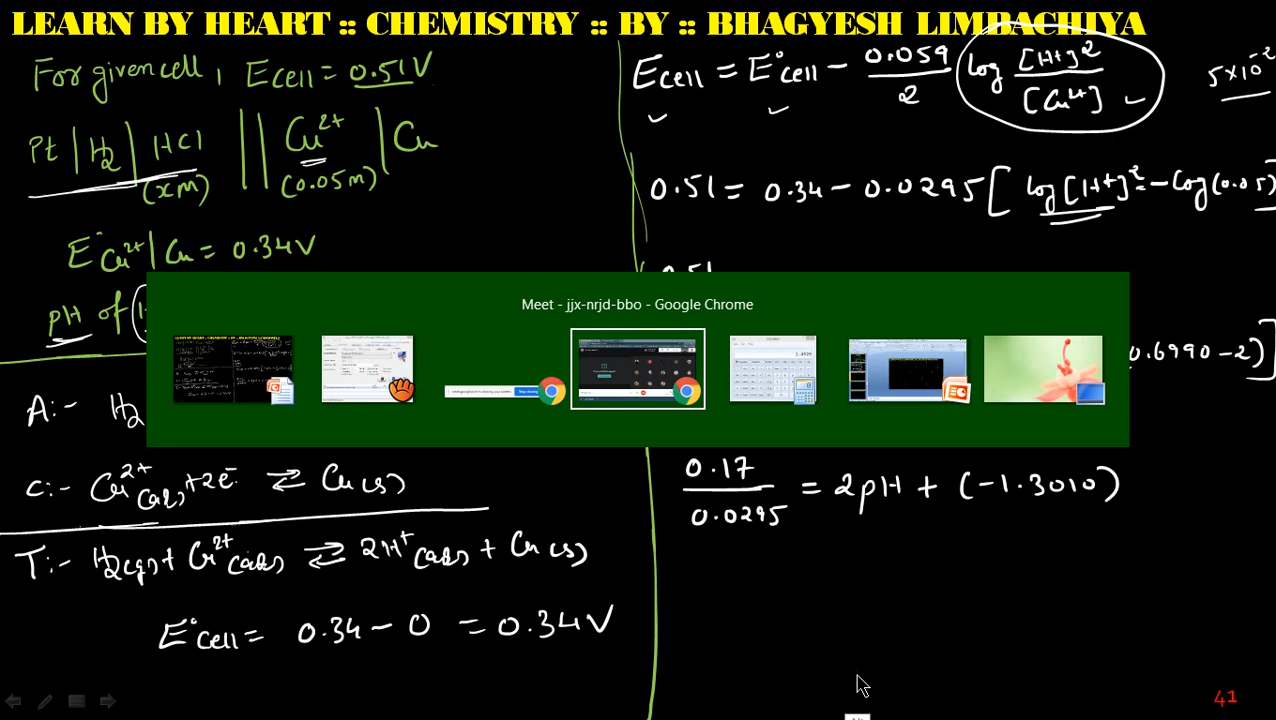 LEARN BY HEART :: CHEMISTRY :: BY :: BHAGYESH LIMBACHIYA
For given cell, Ecell = 0.51V
Pt | H2 | HCl || Cu2+ | Cu
(xM) (0.05M)
E°Cu2+|Cu = 0.34V
pH of
A:- H2
C:- Cu2+(aq) + 2e- ⇌ Cu(s)
T:- H2(g) + Cu2+(aq) ⇌ 2H+(aq) + Cu(s)
E°cell = 0.34 - 0 = 0.34V
Ecell = E°cell - 0.059/2 log [H+]2/[Cu2+]
5×10-2
0.51 = 0.34 - 0.0295 [log[H+]2 - log(0.05)
0.51
0.6990 - 2)]
0.17/0.0295 = 2pH + (-1.3010)
Meet - jjx-nrjd-bbo - Google Chrome
41